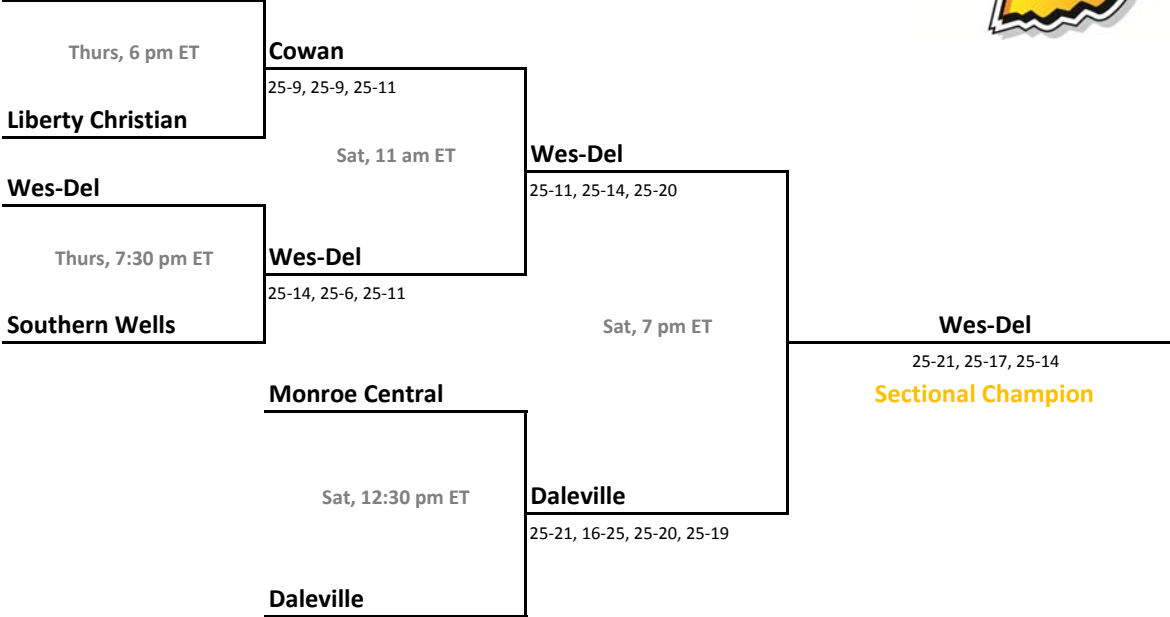 Thurs, 6 pm ET
Cowan
25-9, 25-9, 25-11
Liberty Christian
Sat, 11 am ET
Wes-Del
Wes-Del
25-11, 25-14, 25-20
Thurs, 7:30 pm ET
Wes-Del
25-14, 25-6, 25-11
Southern Wells
Sat, 7 pm ET
Wes-Del
25-21, 25-17, 25-14
Monroe Central
Sectional Champion
Sat, 12:30 pm ET
Daleville
25-21, 16-25, 25-20, 25-19
Daleville